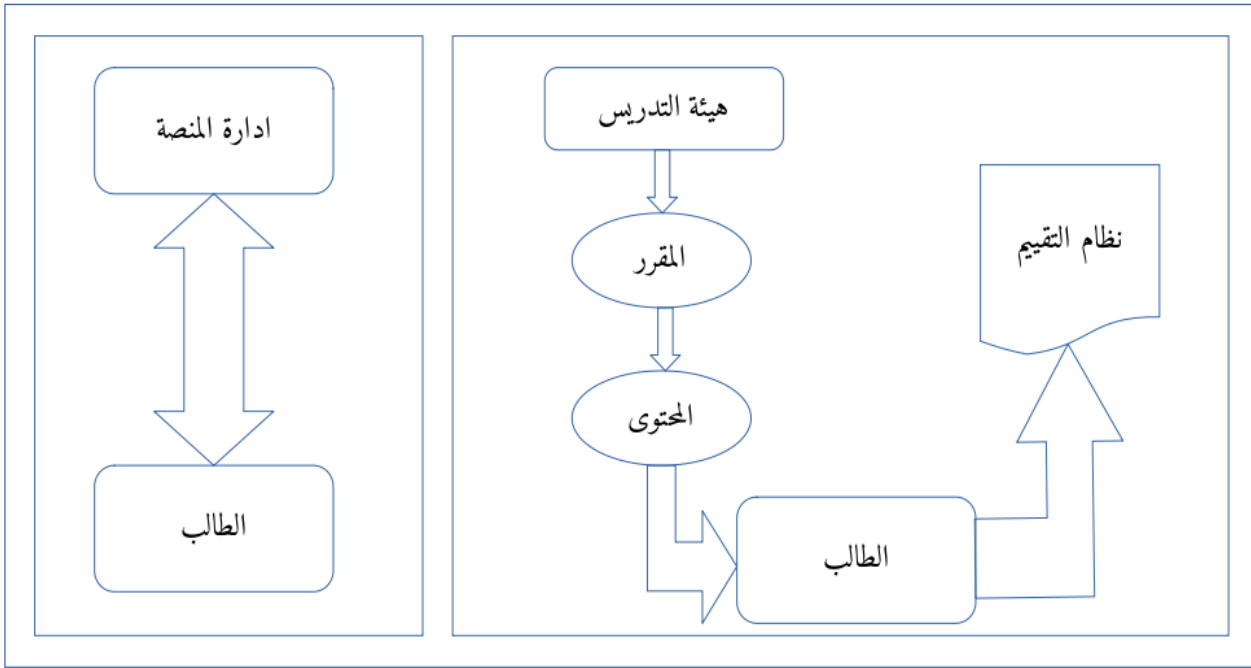 ادارة المنصة
الطالب
هيئة التدريس
المقرر
المحتوى
الطالب
نظام التقييم